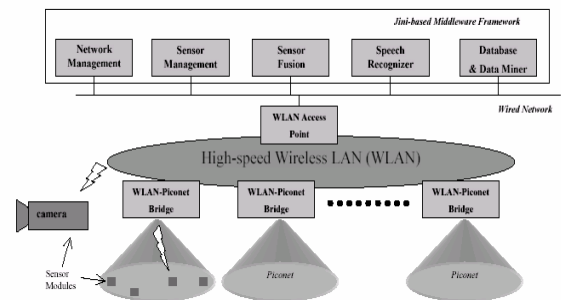 Jini-based Middleware Framework
Network
Management
Sensor
Management
Sensor
Fusion
Speech
Recognizer
Database
& Data Miner
Wired Network
WLAN Access
Point
High-speed Wireless LAN (WLAN)
WLAN-Piconet
Bridge
WLAN-Piconet
Bridge
WLAN-Piconet
Bridge
camera
Sensor
Modules
Piconet
Piconet